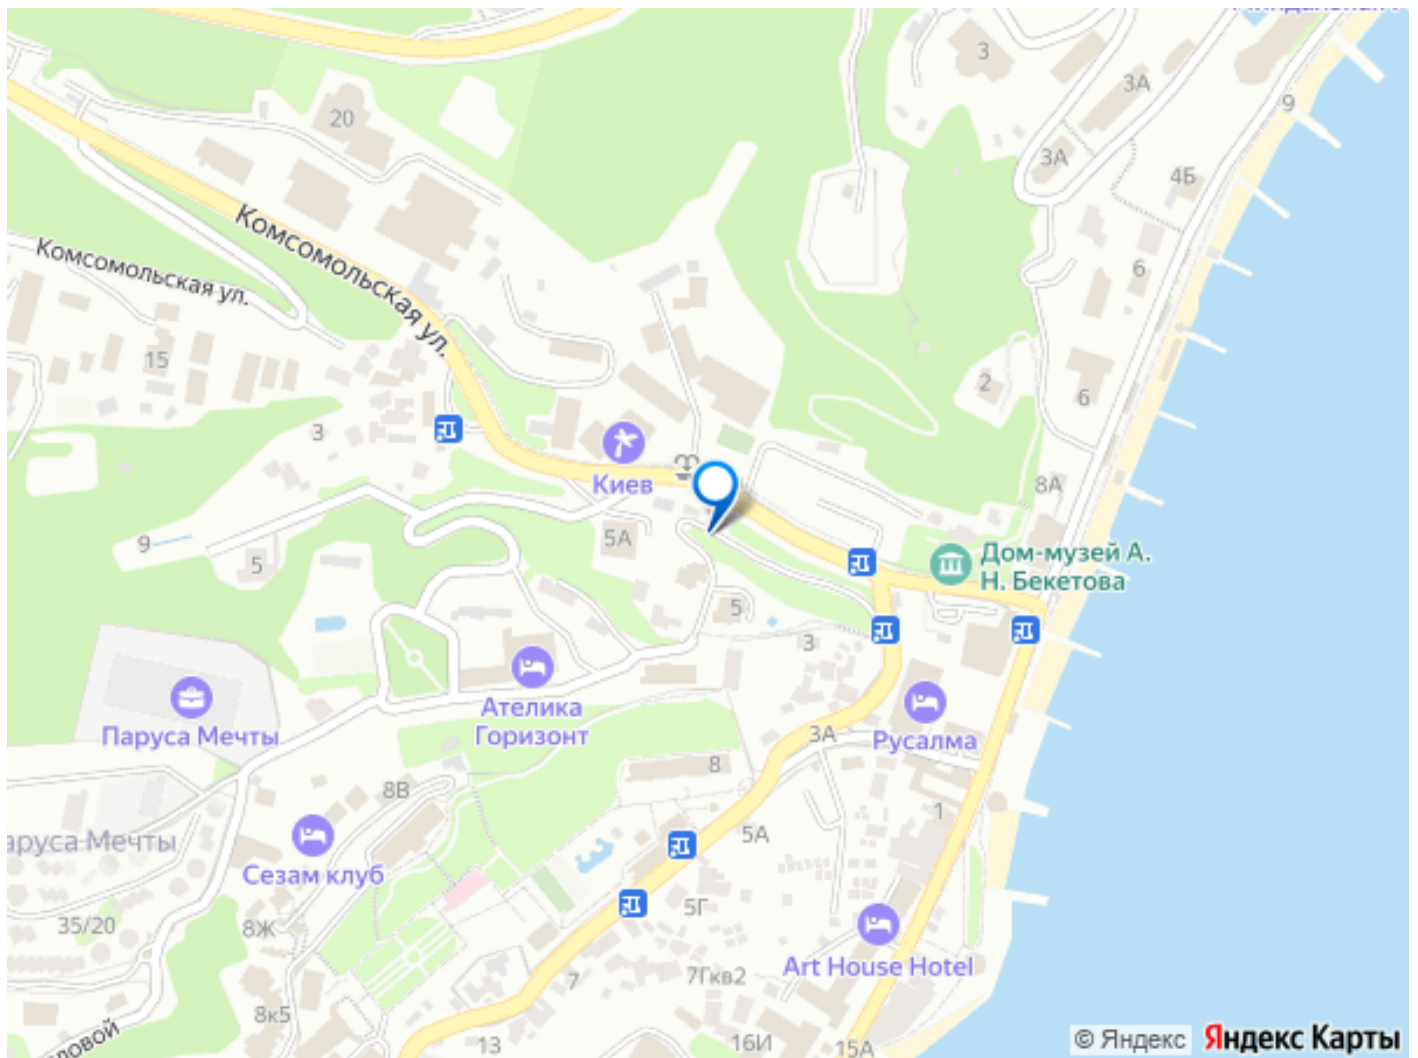 3
3А
9
20
3А
4Б
Комсомольская ул.
Комсомольская ул.
6
15
2
6
3
Киев
8А
5А
9
5
Дом-музей А.
Н. Бекетова
5
3
Ателика
Горизонт
Паруса Мечты
3А
Русалма
8
8В
1
5А
аруса Мечты
Сезам клуб
5Г
35/20
8Ж
Art House Hotel
7Гкв2
7
8к5
13
16И
15А
© Яндекс
Яндекс Карты